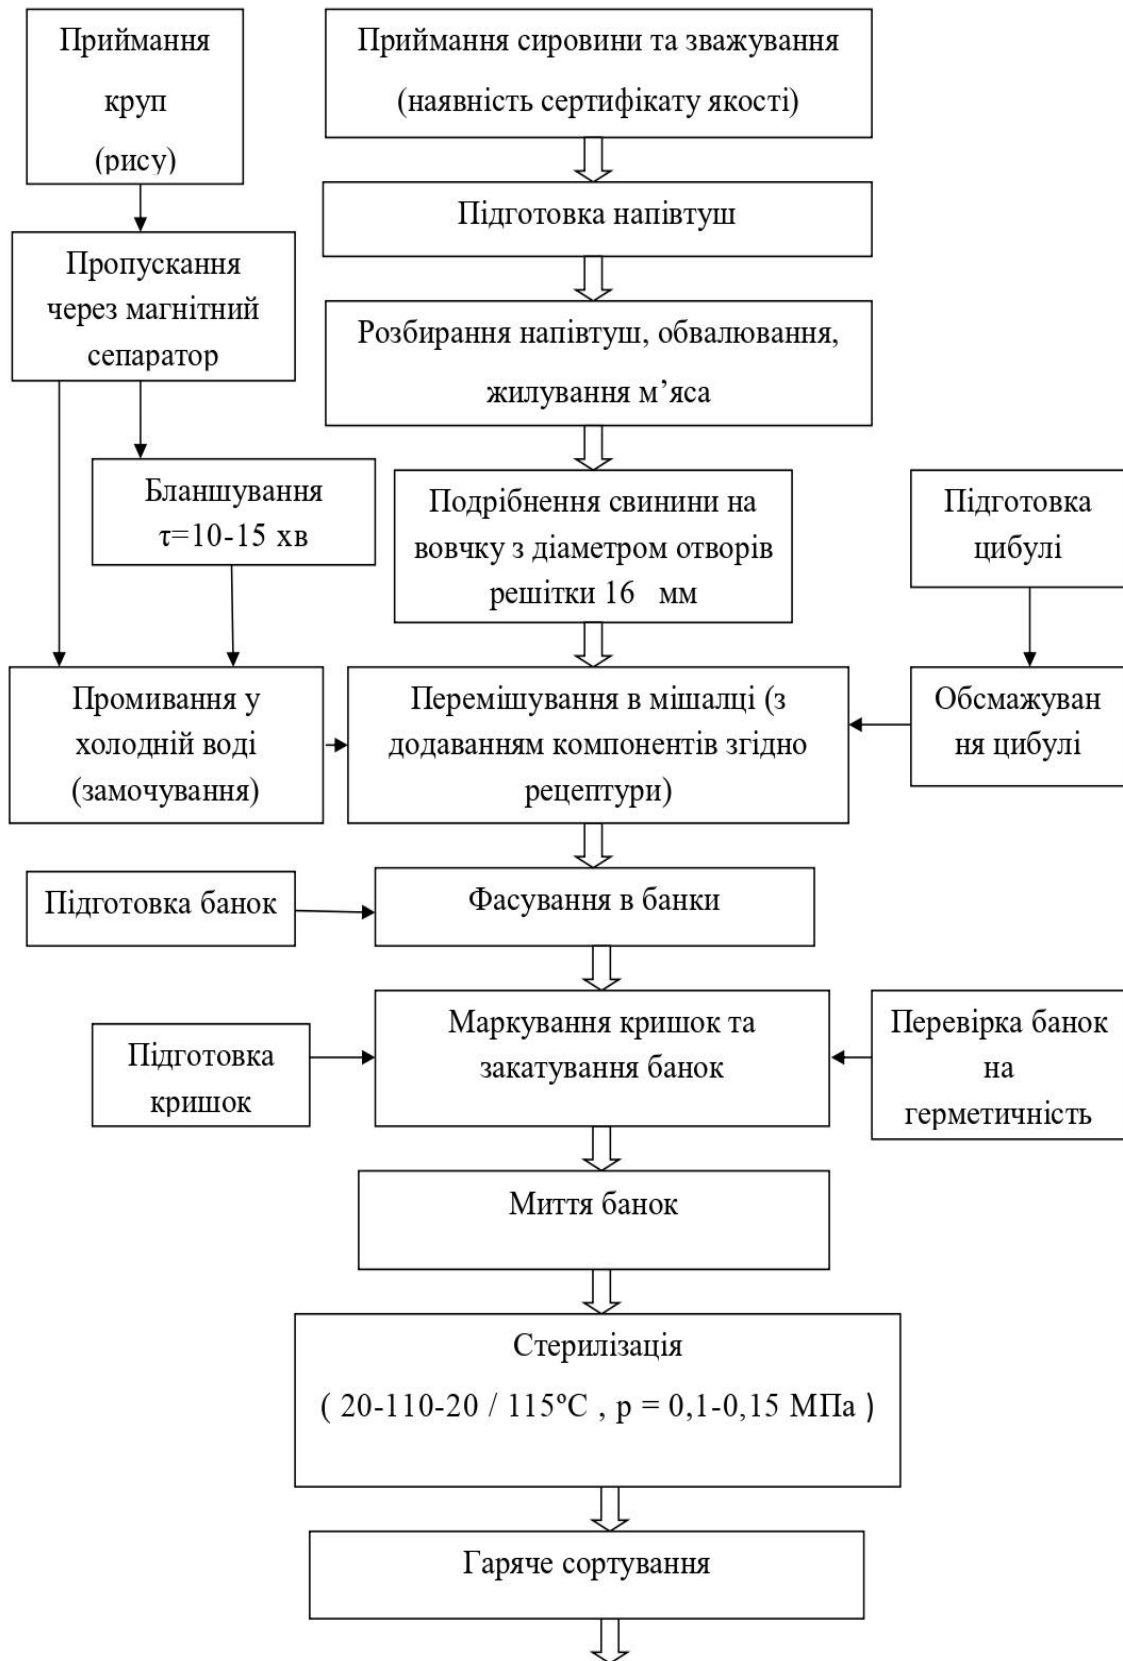 Приймання
круп
(рису)
Приймання сировини та зважування
(наявність сертифікату якості)
Підготовка напівтуш
Пропускання
через магнітний
сепаратор
Розбирання напівтуш, обвалювання,
жилування м’яса
Бланшування
τ=10-15 хв
Подрібнення свинини на
вовчку з діаметром отворів
решітки 16 мм
Підготовка
цибулі
Промивання у
холодній воді
(замочування)
Перемішування в мішалці (з
додаванням компонентів згідно
рецептури)
Обсмажуван
ня цибулі
Підготовка банок
Фасування в банки
Підготовка
кришок
Маркування кришок та
закатування банок
Перевірка банок
на
герметичність
Миття банок
Стерилізація
( 20-110-20 / 115ºС , р = 0,1-0,15 МПа )
Гаряче сортування